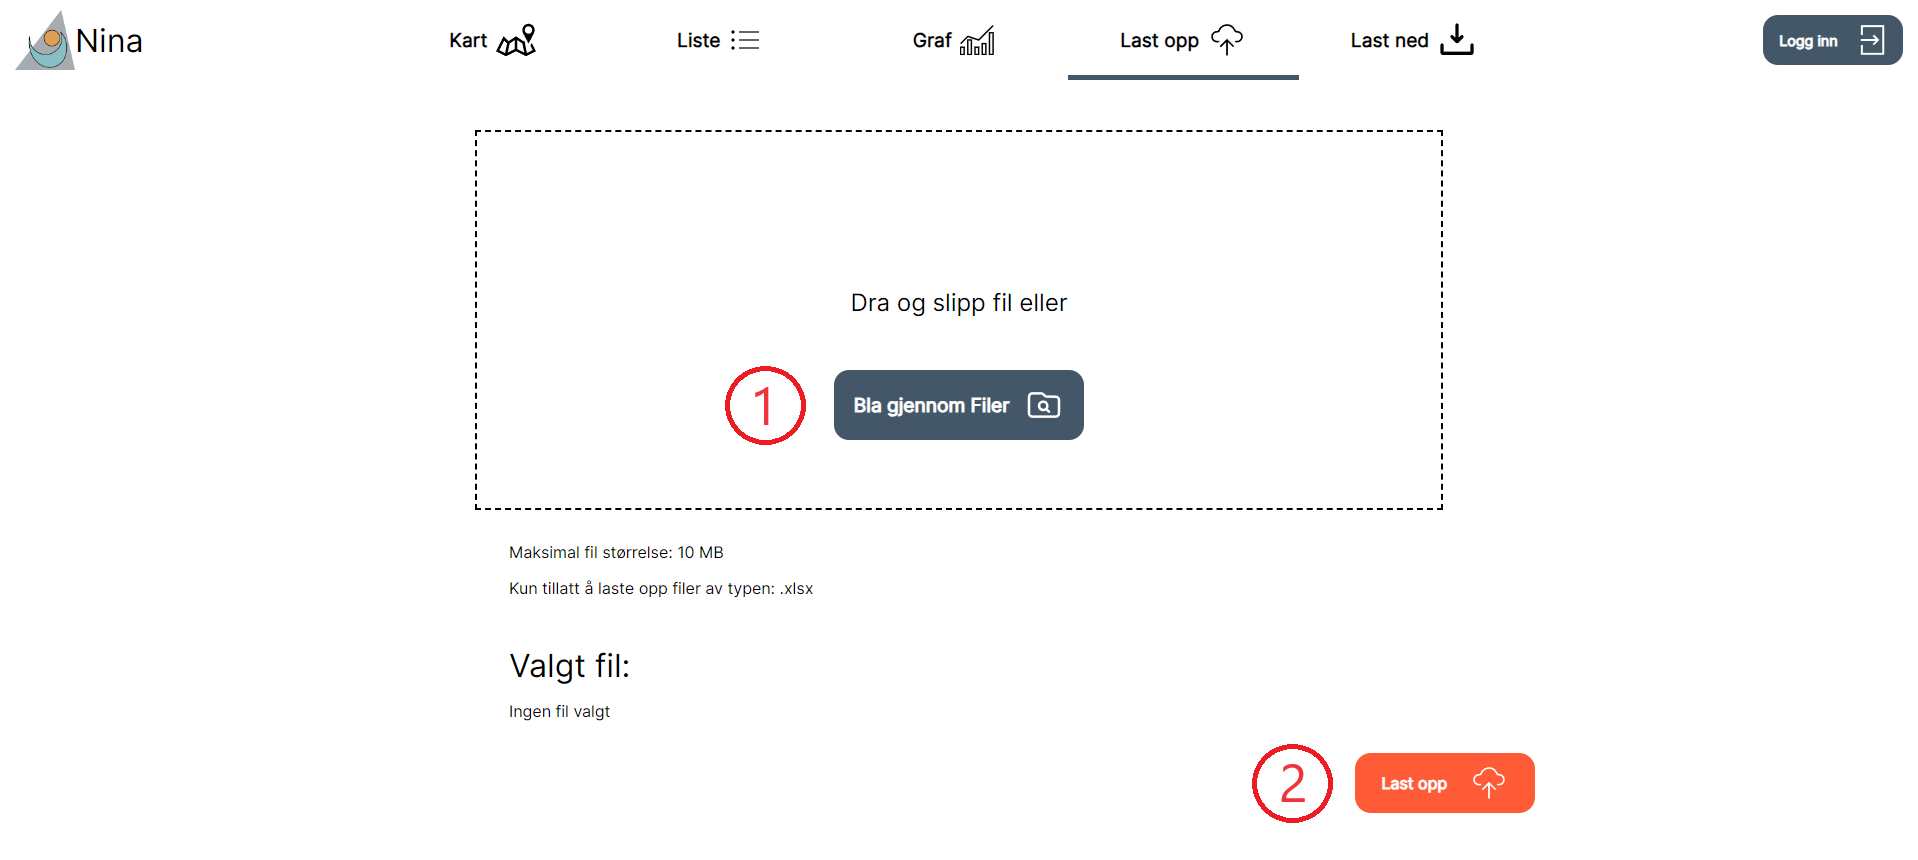 Nina
Kart
Liste
Graf
Last opp
Last ned
Logg inn
Dra og slipp fil eller
1
Bla gjennom Filer
Maksimal fil størrelse: 10 MB
Kun tillatt å laste opp filer av typen: .xlsx
Valgt fil:
Ingen fil valgt
2
Last opp